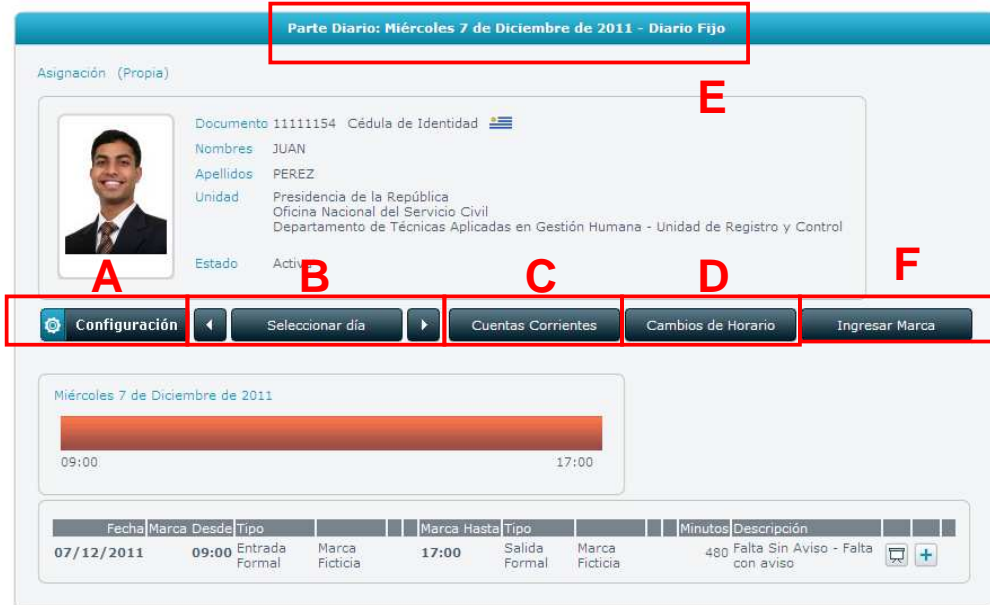 Parte Diario: Miércoles 7 de Diciembre de 2011 - Diario Fijo
E
Asignación (Propia)
Documento 11111154 Cédula de Identidad
Nombres JUAN
Apellidos PEREZ
Unidad Presidencia de la República
Oficina Nacional del Servicio Civil
Departamento de Técnicas Aplicadas en Gestión Humana - Unidad de Registro y Control
Estado Activo
A B C D F
Configuración Seleccionar día Cuentas Corrientes Cambios de Horario Ingresar Marca
Miércoles 7 de Diciembre de 2011
09:00 17:00
Fecha Marca Desde Tipo Marca Hasta Tipo Minutos Descripción
07/12/2011 09:00 Entrada Marca 17:00 Salida Marca 480 Falta Sin Aviso - Falta
Formal Ficticia Formal Ficticia con aviso